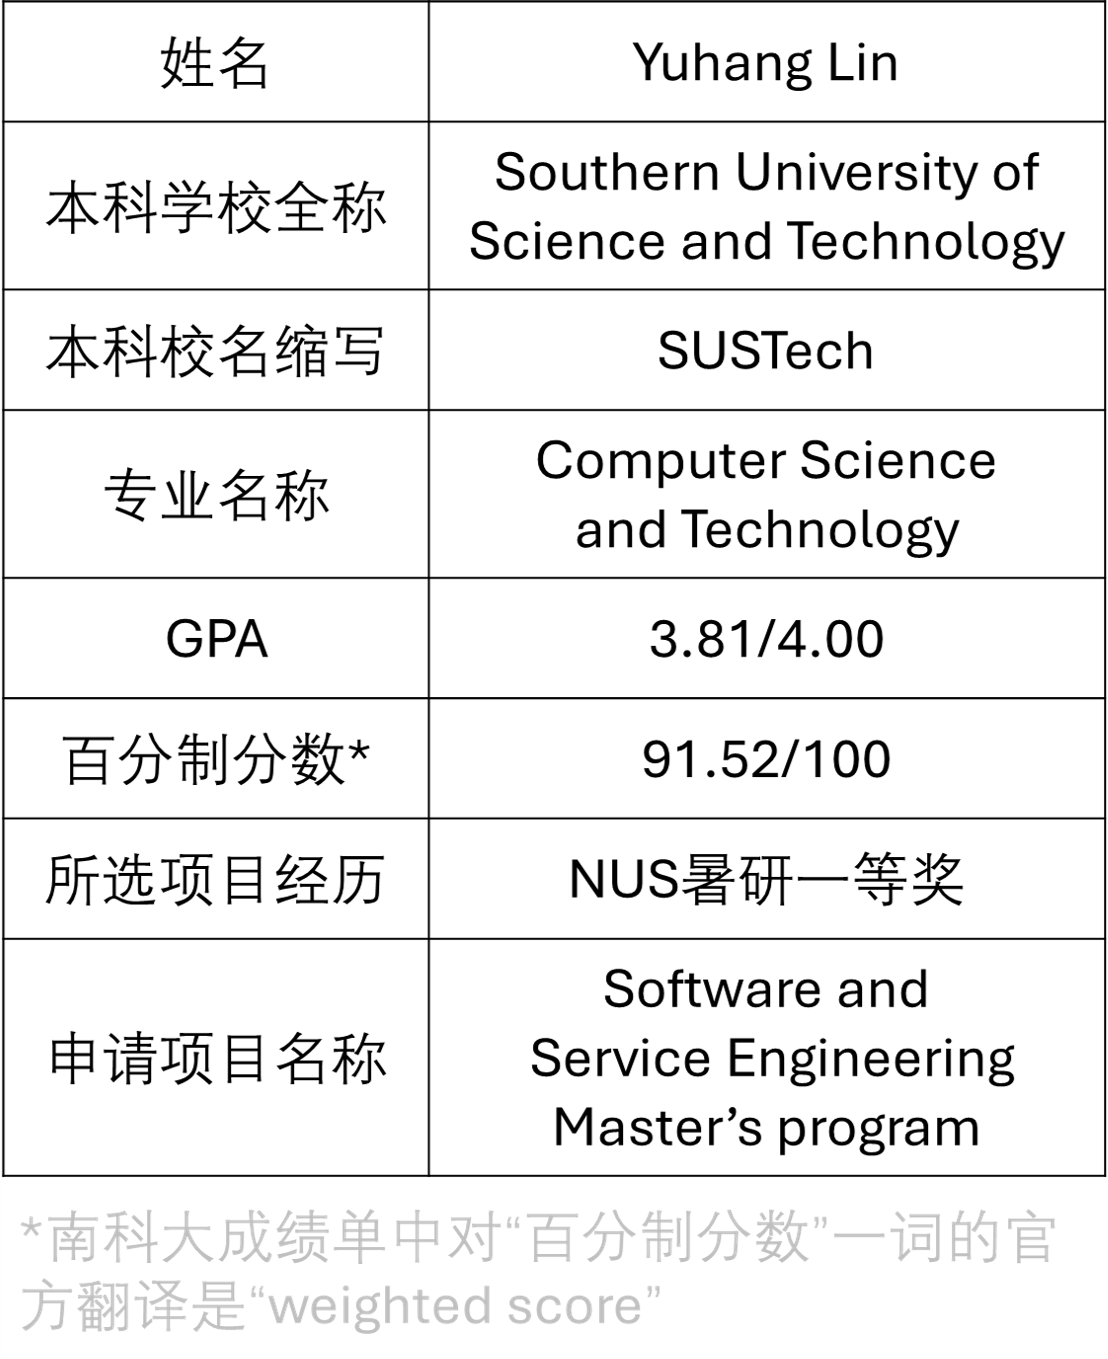 姓名
Yuhang Lin
本科学校全称
Southern University of
Science and Technology
本科校名缩写
SUSTech
专业名称
Computer Science
and Technology
GPA
3.81/4.00
百分制分数*
91.52/100
所选项目经历
NUS暑研一等奖
申请项目名称
Software and
Service Engineering
Master’s program
*南科大成绩单中对“百分制分数”一词的官
方翻译是“weighted score”